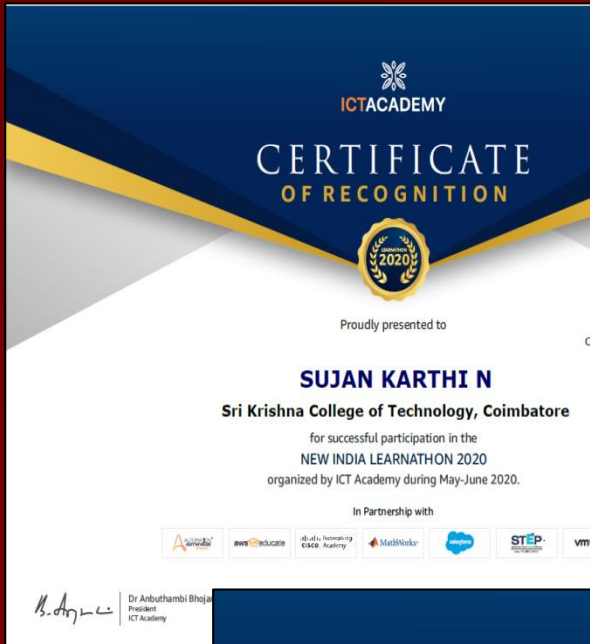 ICTACADEMY
CERTIFICATE
OF RECOGNITION
LEARNATHON
2020
Proudly presented to
C
SUJAN KARTHI N
Sri Krishna College of Technology, Coimbatore
for successful participation in the
NEW INDIA LEARNATHON 2020
organized by ICT Academy during May-June 2020.
In Partnership with
aws educate
Networking
CISCO Academy
MathWorks
salesforce
STEP
vm
Dr Anbuthambi Bhoja
President
ICT Academy